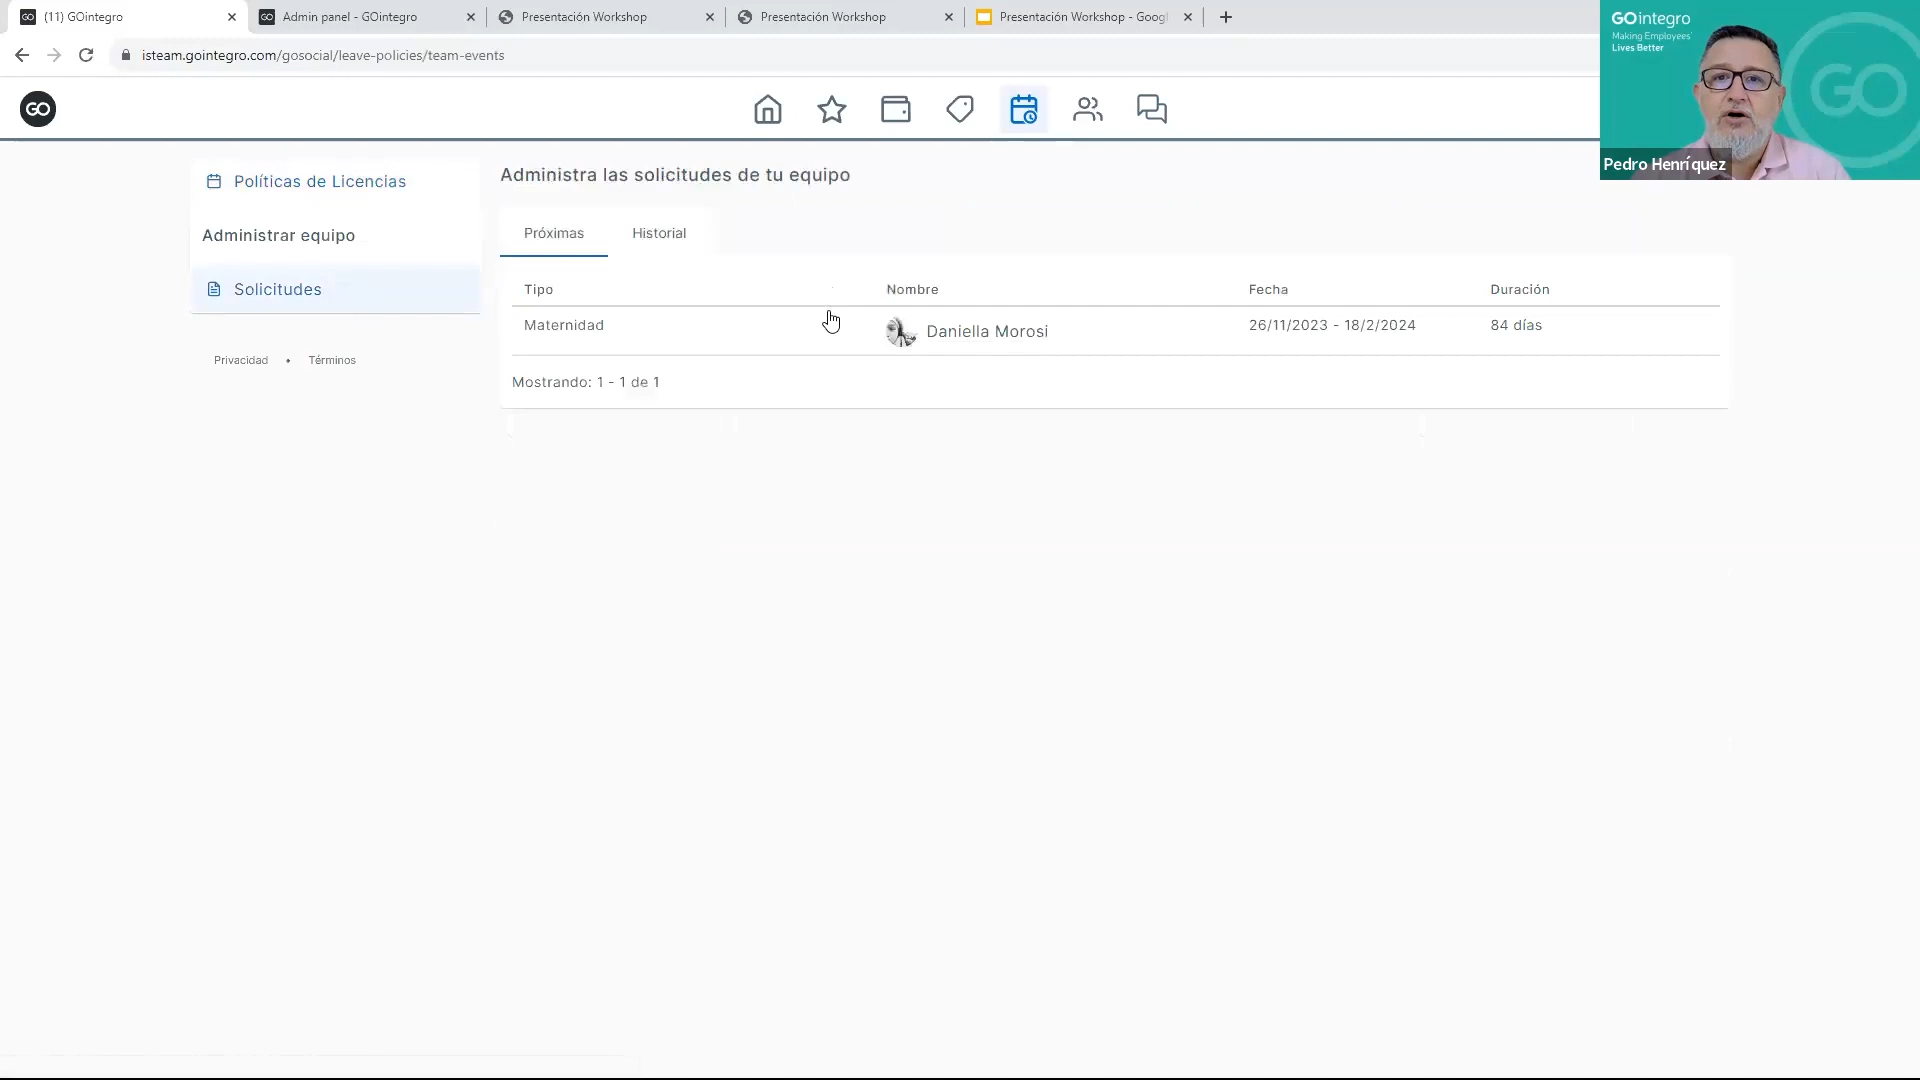 (11) GOintegro
Admin panel - GOintegro
Presentación Workshop
Presentación Workshop
Presentación Workshop - Goog
isteam.gointegro.com/gosocial/leave-policies/team-events
GO
GOintegro
Making Employees'
Lives Better
GO
Pedro Henríquez
Políticas de Licencias
Administrar equipo
Solicitudes
Privacidad • Términos
Administra las solicitudes de tu equipo
Próximas Historial
Tipo Nombre Fecha Duración
Maternidad Daniella Morosi 26/11/2023 - 18/2/2024 84 días
Mostrando: 1 - 1 de 1